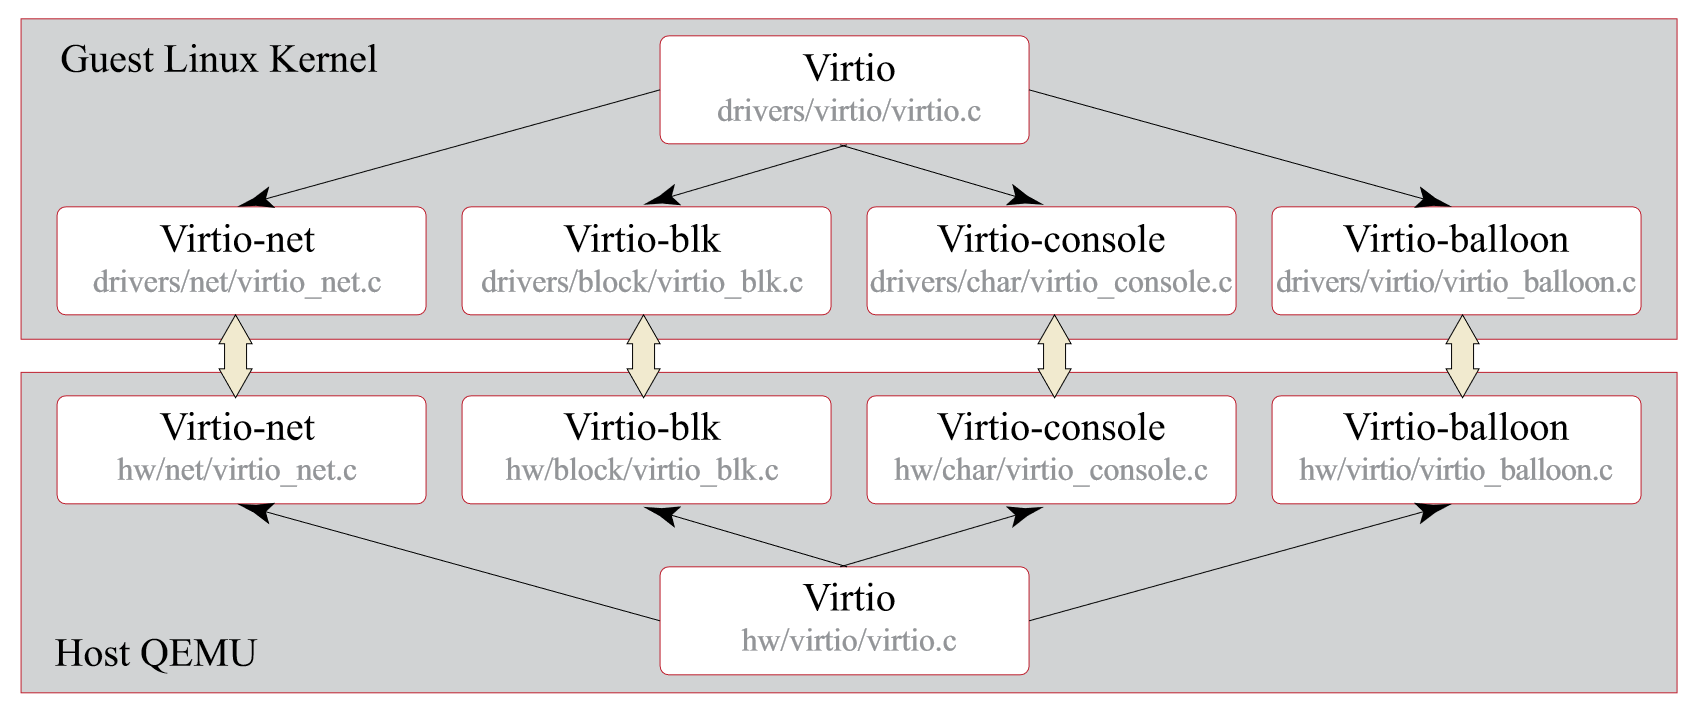 Guest Linux Kernel
Virtio
drivers/virtio/virtio.c
Virtio-net
drivers/net/virtio_net.c
Virtio-blk
drivers/block/virtio_blk.c
Virtio-console
drivers/char/virtio_console.c
Virtio-balloon
drivers/virtio/virtio_balloon.c
Virtio-net
hw/net/virtio_net.c
Virtio-blk
hw/block/virtio_blk.c
Virtio-console
hw/char/virtio_console.c
Virtio-balloon
hw/virtio/virtio_balloon.c
Virtio
hw/virtio/virtio.c
Host QEMU